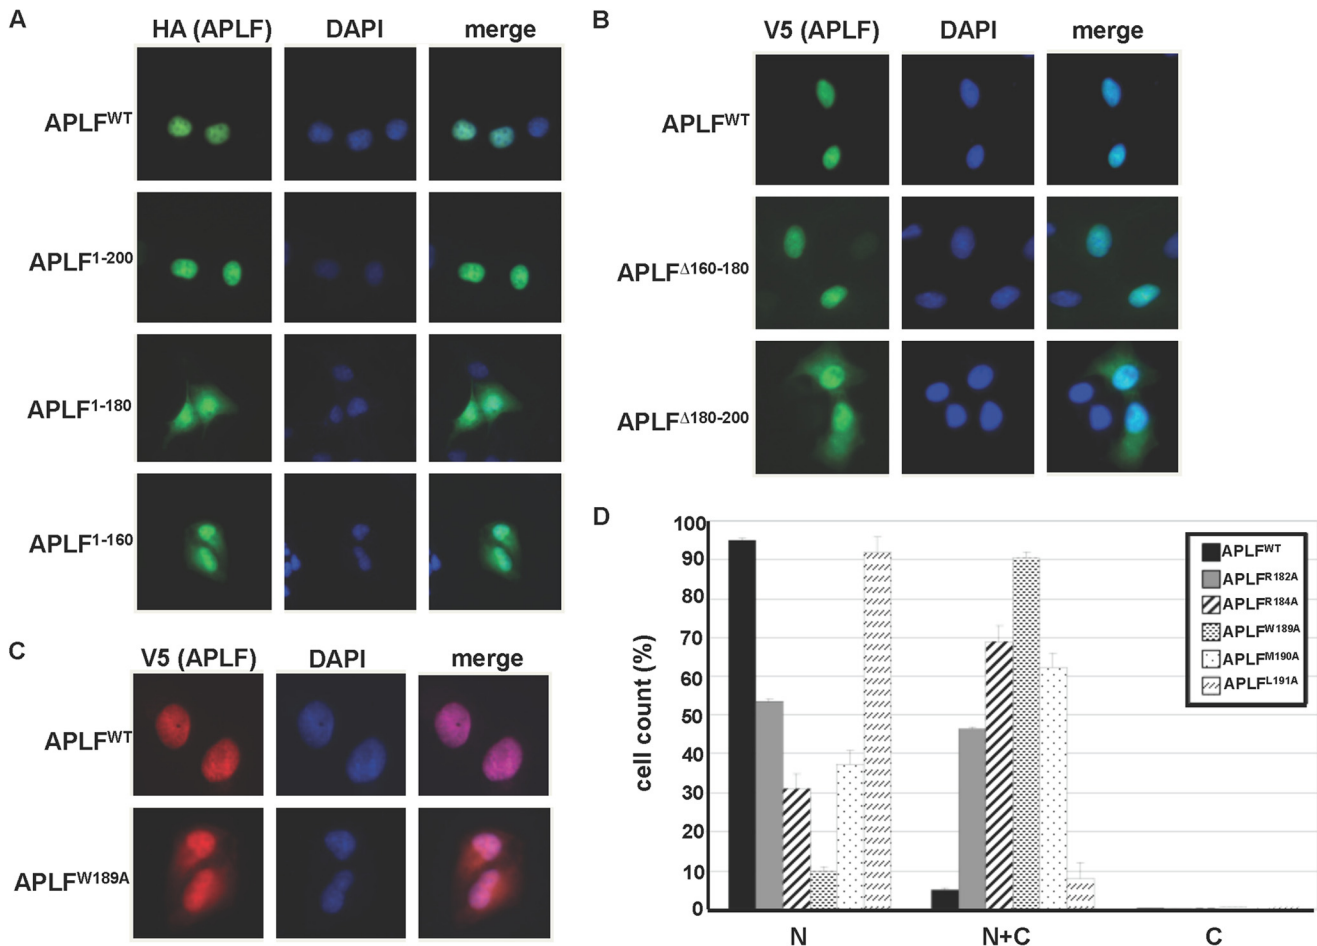 A
HA (APLF) DAPI merge
APLFWT
APLF1-200
APLF1-180
APLF1-160
B
V5 (APLF) DAPI merge
APLFWT
APLFΔ160-180
APLFΔ180-200
C
V5 (APLF) DAPI merge
APLFWT
APLFW189A
D
cell count (%)
100
90
80
70
60
50
40
30
20
10
0
N N+C C
APLFWT
APLFR182A
APLFR184A
APLFW189A
APLFM190A
APLFL191A